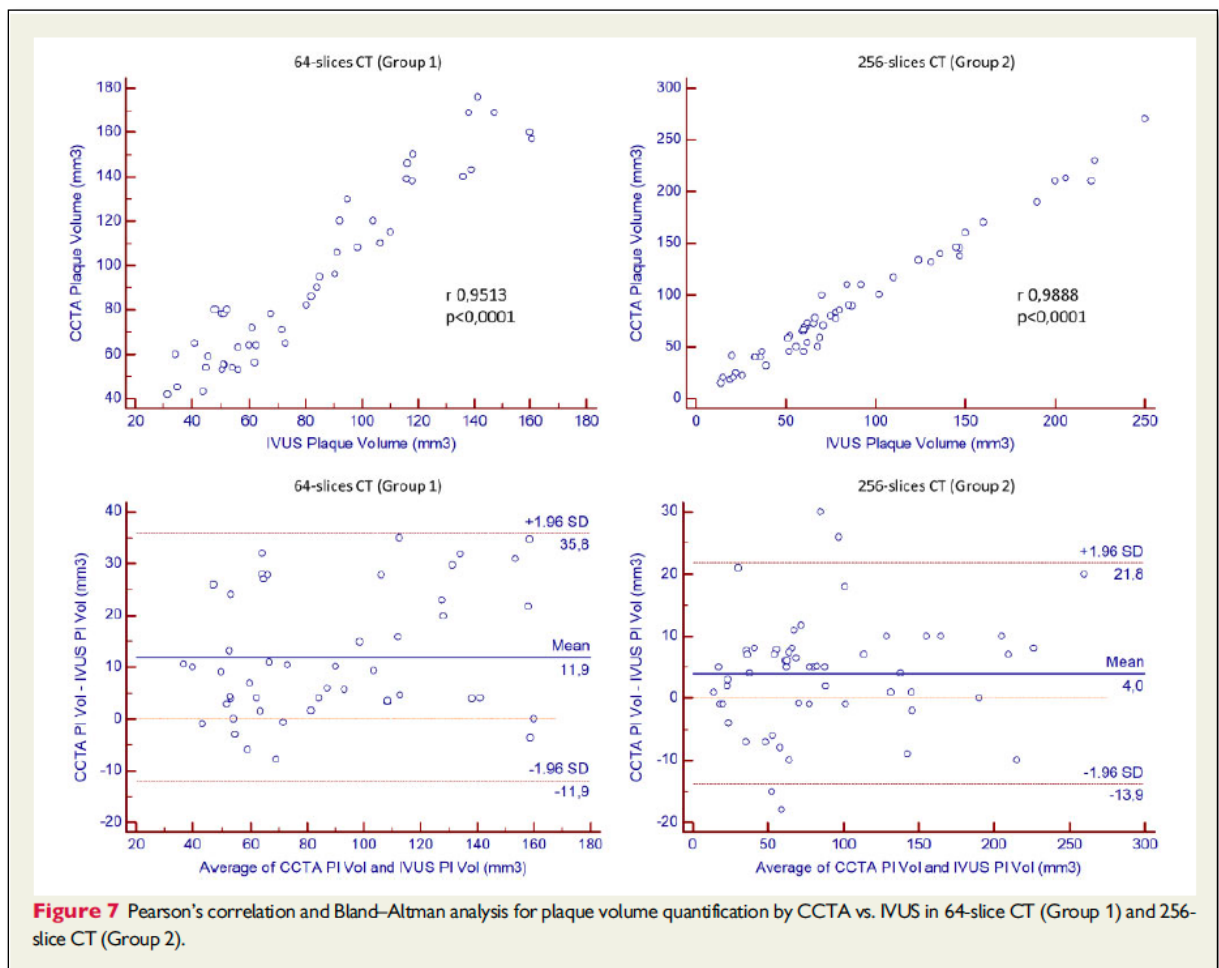 64-slices CT (Group 1)
180
160
140
120
100
80
60
40
CCTA Plaque Volume (mm3)
r 0,9513
p<0,0001
20 40 60 80 100 120 140 160 180
IVUS Plaque Volume (mm3)
256-slices CT (Group 2)
300
250
200
150
100
50
0
CCTA Plaque Volume (mm3)
r 0,9888
p<0,0001
0 50 100 150 200 250
IVUS Plaque Volume (mm3)
64-slices CT (Group 1)
40
30
20
10
0
-10
-20
CCTA Pl Vol - IVUS Pl Vol (mm3)
+1.96 SD
35,8
Mean
11,9
-1.96 SD
-11,9
20 40 60 80 100 120 140 160 180
Average of CCTA Pl Vol and IVUS Pl Vol (mm3)
256-slices CT (Group 2)
30
20
10
0
-10
-20
CCTA Pl Vol - IVUS Pl Vol (mm3)
+1.96 SD
21,8
Mean
4,0
-1.96 SD
-13,9
0 50 100 150 200 250 300
Average of CCTA Pl Vol and IVUS Pl Vol (mm3)
Figure 7 Pearson's correlation and Bland–Altman analysis for plaque volume quantification by CCTA vs. IVUS in 64-slice CT (Group 1) and 256-
slice CT (Group 2).